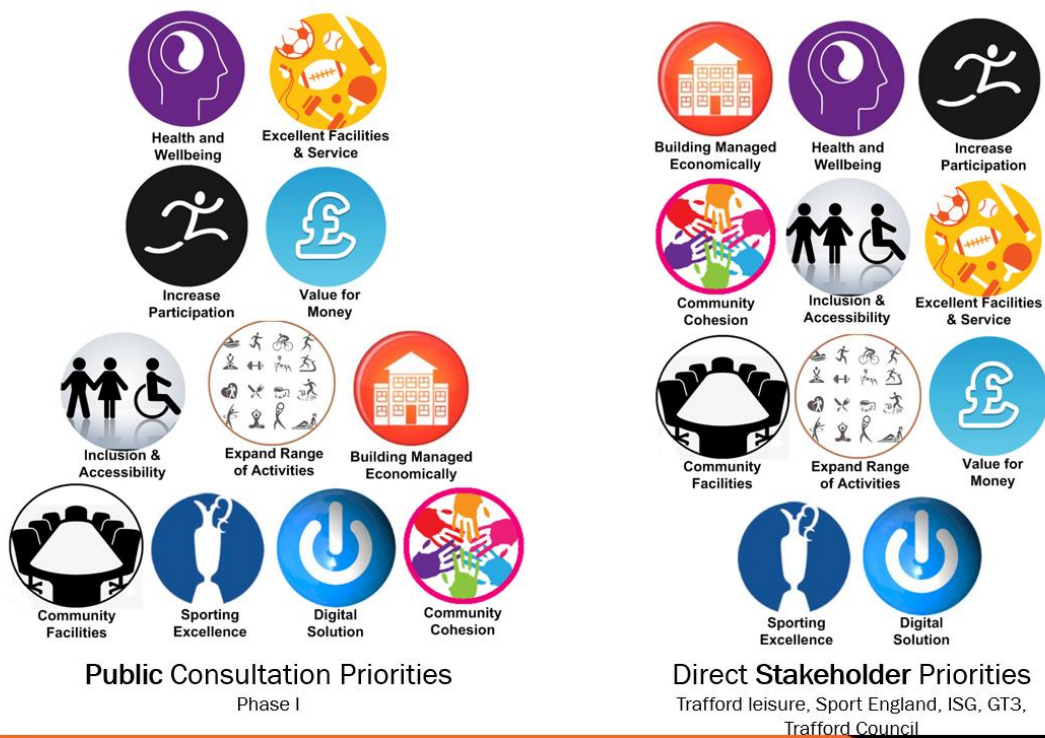 Health and
Wellbeing
Excellent Facilities
& Service
Increase
Participation
Value for
Money
Inclusion &
Accessibility
Expand Range
of Activities
Building Managed
Economically
Community
Facilities
Sporting
Excellence
Digital
Solution
Community
Cohesion
Public Consultation Priorities
Phase I
Building Managed
Economically
Health and
Wellbeing
Increase
Participation
Community
Cohesion
Inclusion &
Accessibility
Excellent Facilities
& Service
Community
Facilities
Expand Range
of Activities
Value for
Money
Sporting
Excellence
Digital
Solution
Direct Stakeholder Priorities
Trafford leisure, Sport England, ISG, GT3,
Trafford Council